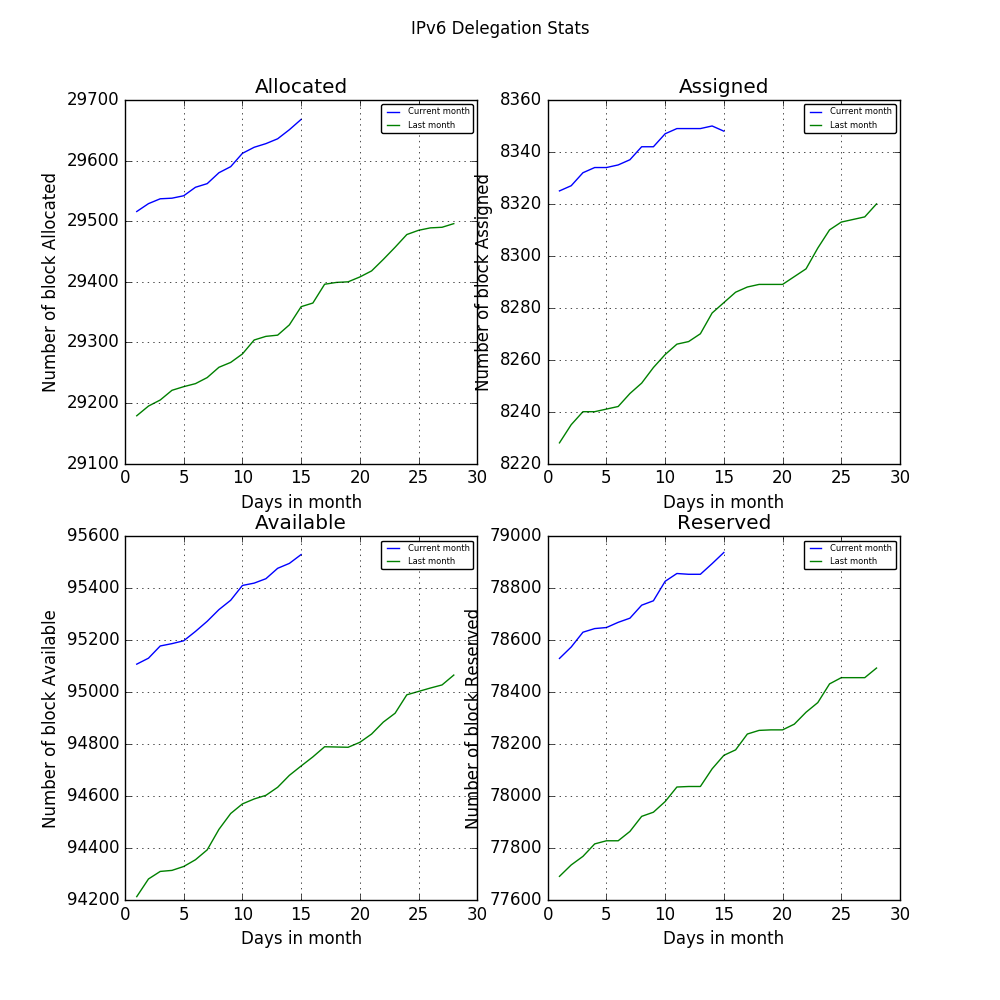 IPv6 Delegation Stats
Allocated
29700
29600
29500
29400
29300
29200
29100
Number of block Allocated
0 5 10 15 20 25 30
Days in month
Current month
Last month
Assigned
8360
8340
8320
8300
8280
8260
8240
8220
Number of block Assigned
0 5 10 15 20 25 30
Days in month
Current month
Last month
Available
95600
95400
95200
95000
94800
94600
94400
94200
Number of block Available
0 5 10 15 20 25 30
Days in month
Current month
Last month
Reserved
79000
78800
78600
78400
78200
78000
77800
77600
Number of block Reserved
0 5 10 15 20 25 30
Days in month
Current month
Last month